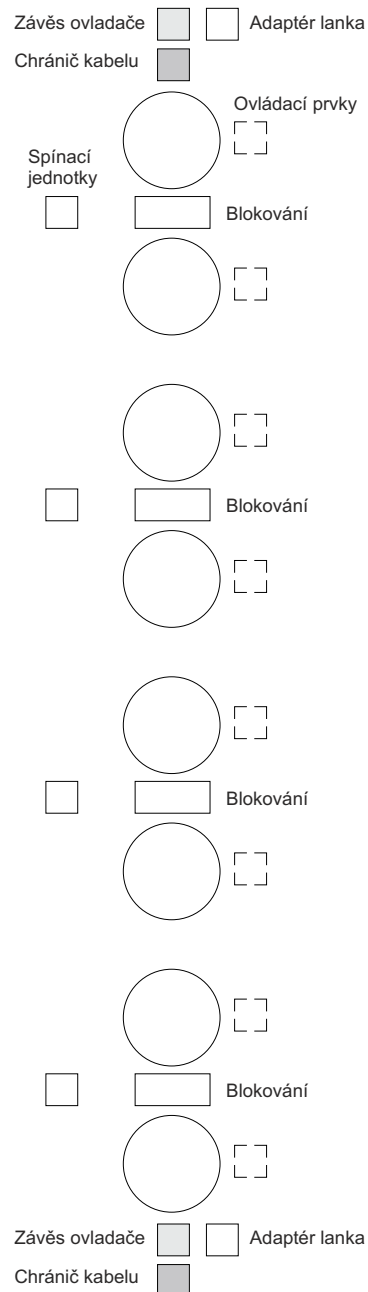 Závěs ovladače
Adaptér lanka
Chránič kabelu
Ovládací prvky
Spínací
jednotky
Blokování
Blokování
Blokování
Blokování
Závěs ovladače
Adaptér lanka
Chránič kabelu